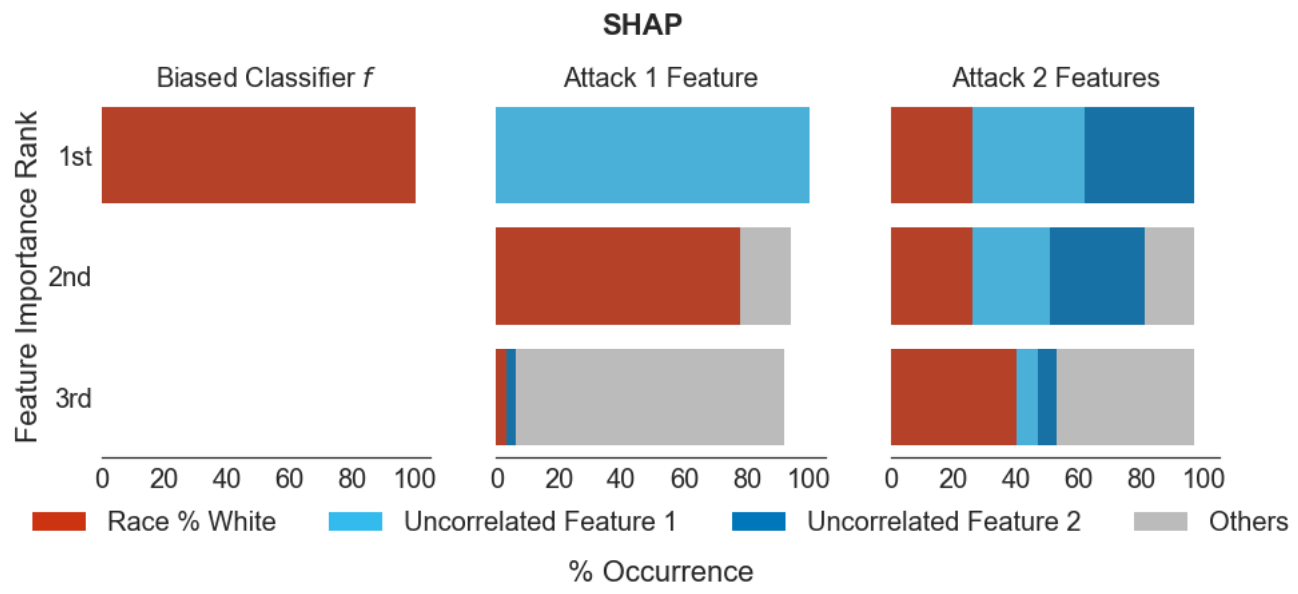 SHAP
Biased Classifier f
Attack 1 Feature
Attack 2 Features
Feature Importance Rank
1st
2nd
3rd
0 20 40 60 80 100
0 20 40 60 80 100
0 20 40 60 80 100
Race % White
Uncorrelated Feature 1
Uncorrelated Feature 2
Others
% Occurrence